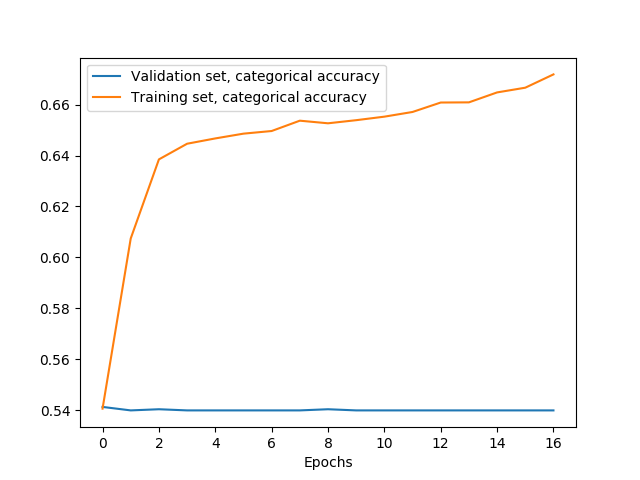 Validation set, categorical accuracy
Training set, categorical accuracy
0.66
0.64
0.62
0.60
0.58
0.56
0.54
0 2 4 6 8 10 12 14 16
Epochs